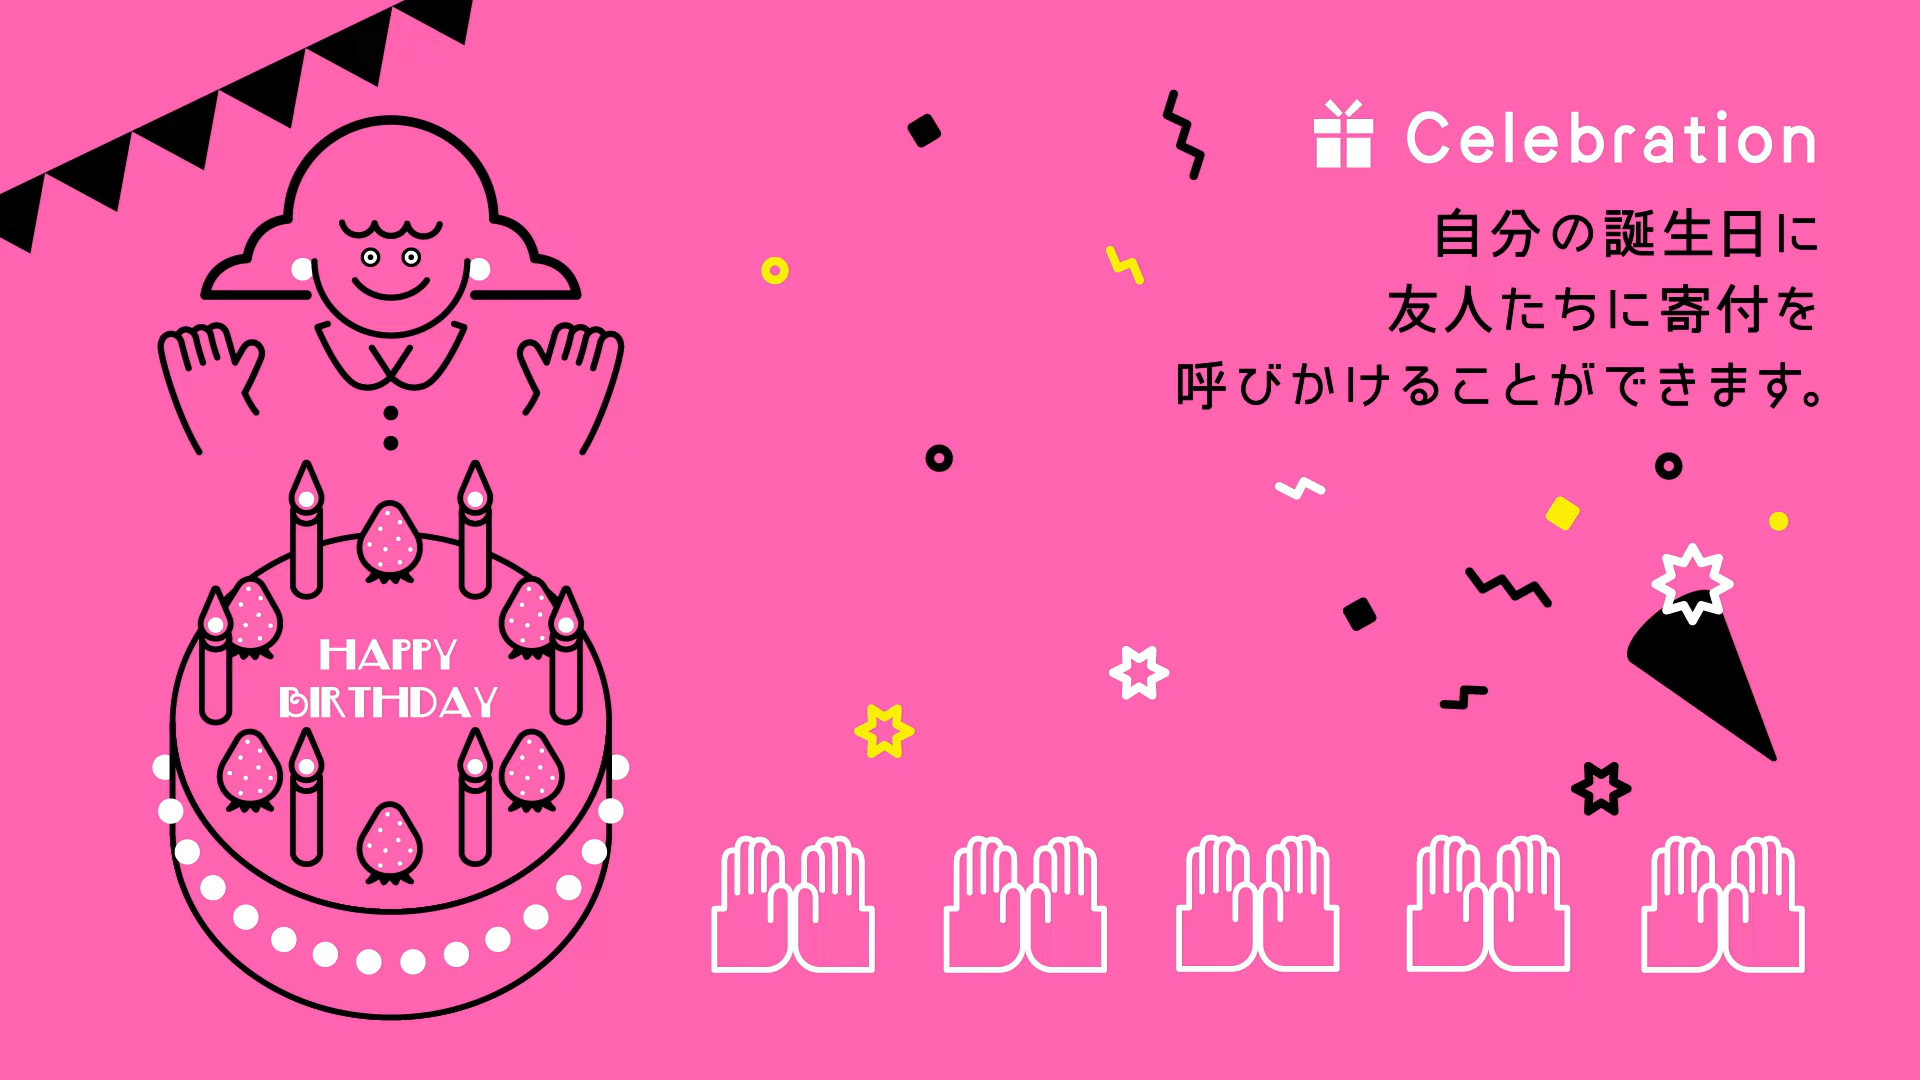 Celebration
自分の誕生日に
友人たちに寄付を
呼びかけることができます。
HAPPY
BIRTHDAY